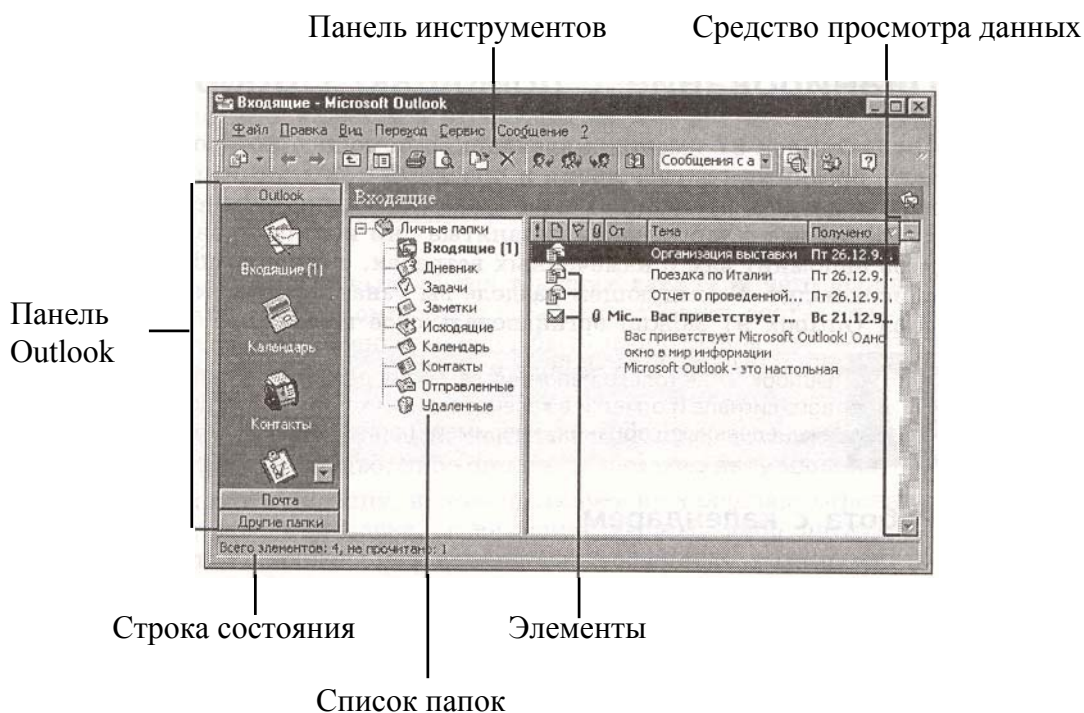 Панель инструментов
Средство просмотра данных
Входящие - Microsoft Outlook
Файл Правка Вид Переход Сервис Сообщение ?
Сообщения с а
Outlook
Входящие
Личные папки
! От Тема Получено
Входящие (1)
Организация выставки Пт 26.12.9...
Входящие (1)
Дневник
Поездка по Италии Пт 26.12.9...
Задачи
Отчет о проведенной... Пт 26.12.9...
Заметки
Mic... Вас приветствует ... Вс 21.12.9...
Исходящие
Вас приветствует Microsoft Outlook! Одно
окно в мир информации
Microsoft Outlook - это настольная
Календарь
Календарь
Контакты
Отправленные
Удаленные
Контакты
Почта
Другие папки
Всего элементов: 4, не прочитано: 1
Панель
Outlook
Строка состояния
Элементы
Список папок